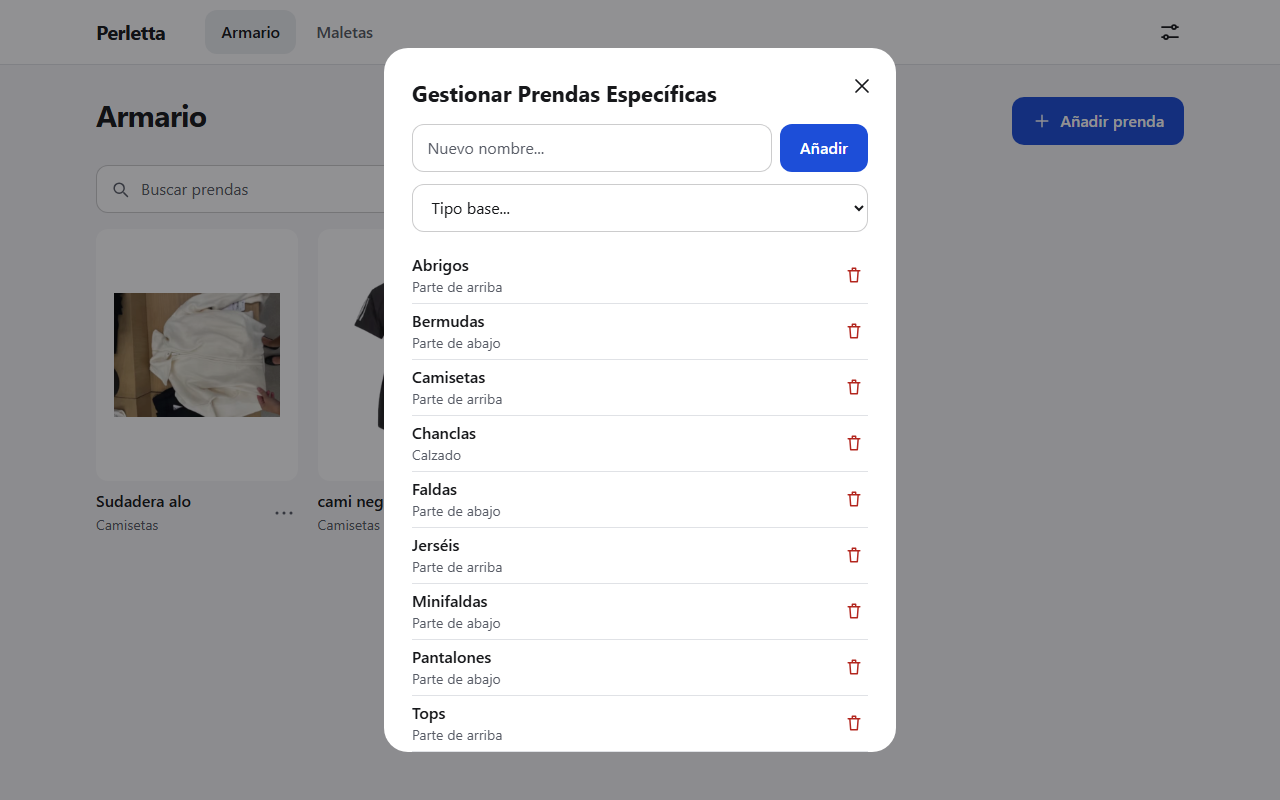 Perletta
Armario
Maletas
Armario
Añadir prenda
Buscar prendas
Sudadera alo
Camisetas
cami neg
Camisetas
Gestionar Prendas Específicas
Nuevo nombre...
Añadir
Tipo base...
Abrigos
Parte de arriba
Bermudas
Parte de abajo
Camisetas
Parte de arriba
Chanclas
Calzado
Faldas
Parte de abajo
Jerséis
Parte de arriba
Minifaldas
Parte de abajo
Pantalones
Parte de abajo
Tops
Parte de arriba